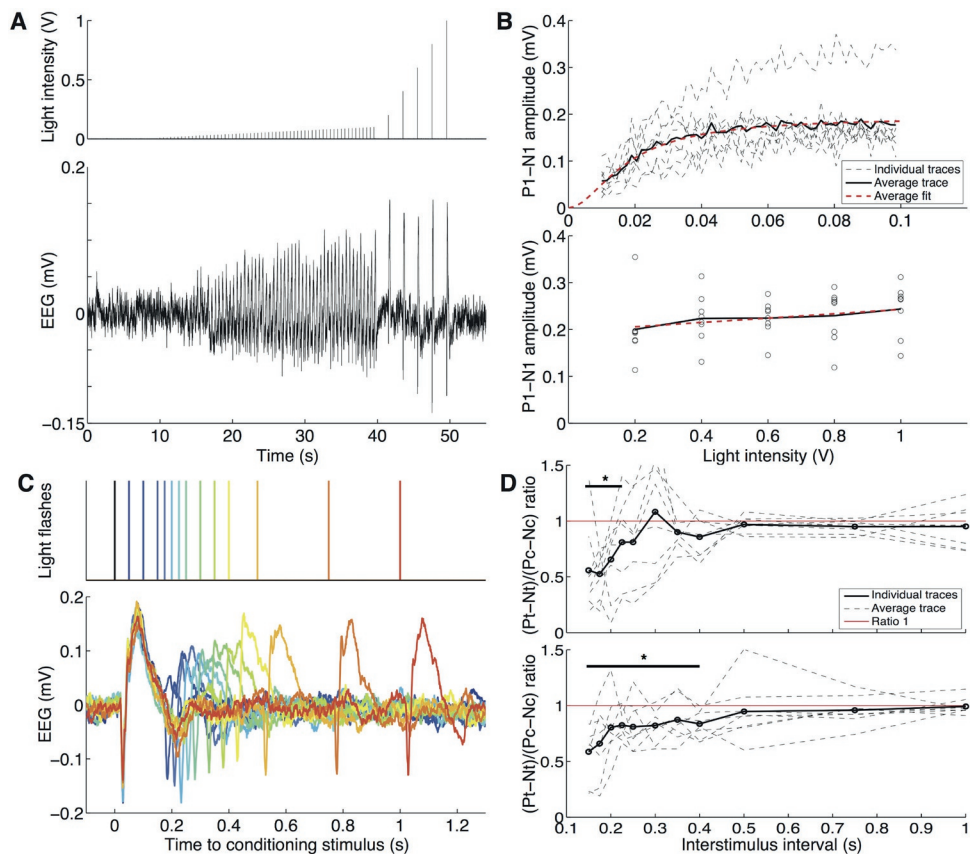 A
Light intensity (V)
1
0.5
0
EEG (mV)
0.2
0
−0.15
0 10 20 30 40 50
Time (s)
B
P1−N1 amplitude (mV)
0.4
0.3
0.2
0.1
0
0 0.02 0.04 0.06 0.08 0.1
Individual traces
Average trace
Average fit
P1−N1 amplitude (mV)
0.4
0.3
0.2
0.1
0
0.2 0.4 0.6 0.8 1
Light intensity (V)
C
Light flashes
EEG (mV)
0.2
0.1
0
−0.1
−0.2
0 0.2 0.4 0.6 0.8 1 1.2
Time to conditioning stimulus (s)
D
(Pt−Nt)/(Pc−Nc) ratio
1.5
1
0.5
0
*
Individual traces
Average trace
Ratio 1
(Pt−Nt)/(Pc−Nc) ratio
1.5
1
0.5
0
*
0.1 0.2 0.3 0.4 0.5 0.6 0.7 0.8 0.9 1
Interstimulus interval (s)